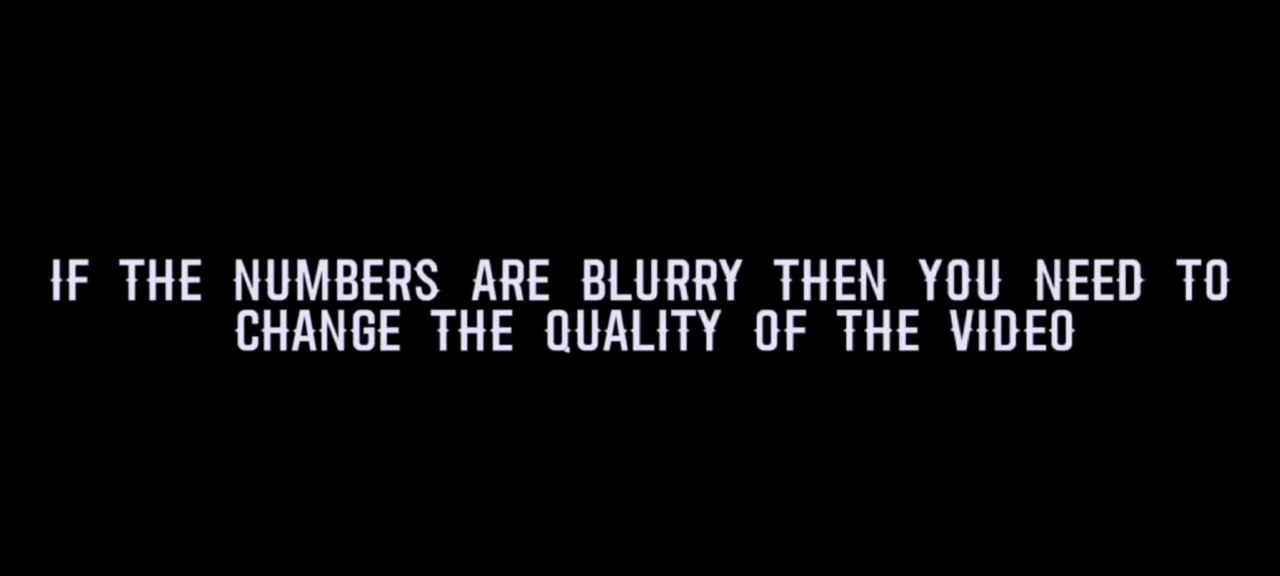 IF THE NUMBERS ARE BLURRY THEN YOU NEED TO
CHANGE THE QUALITY OF THE VIDEO